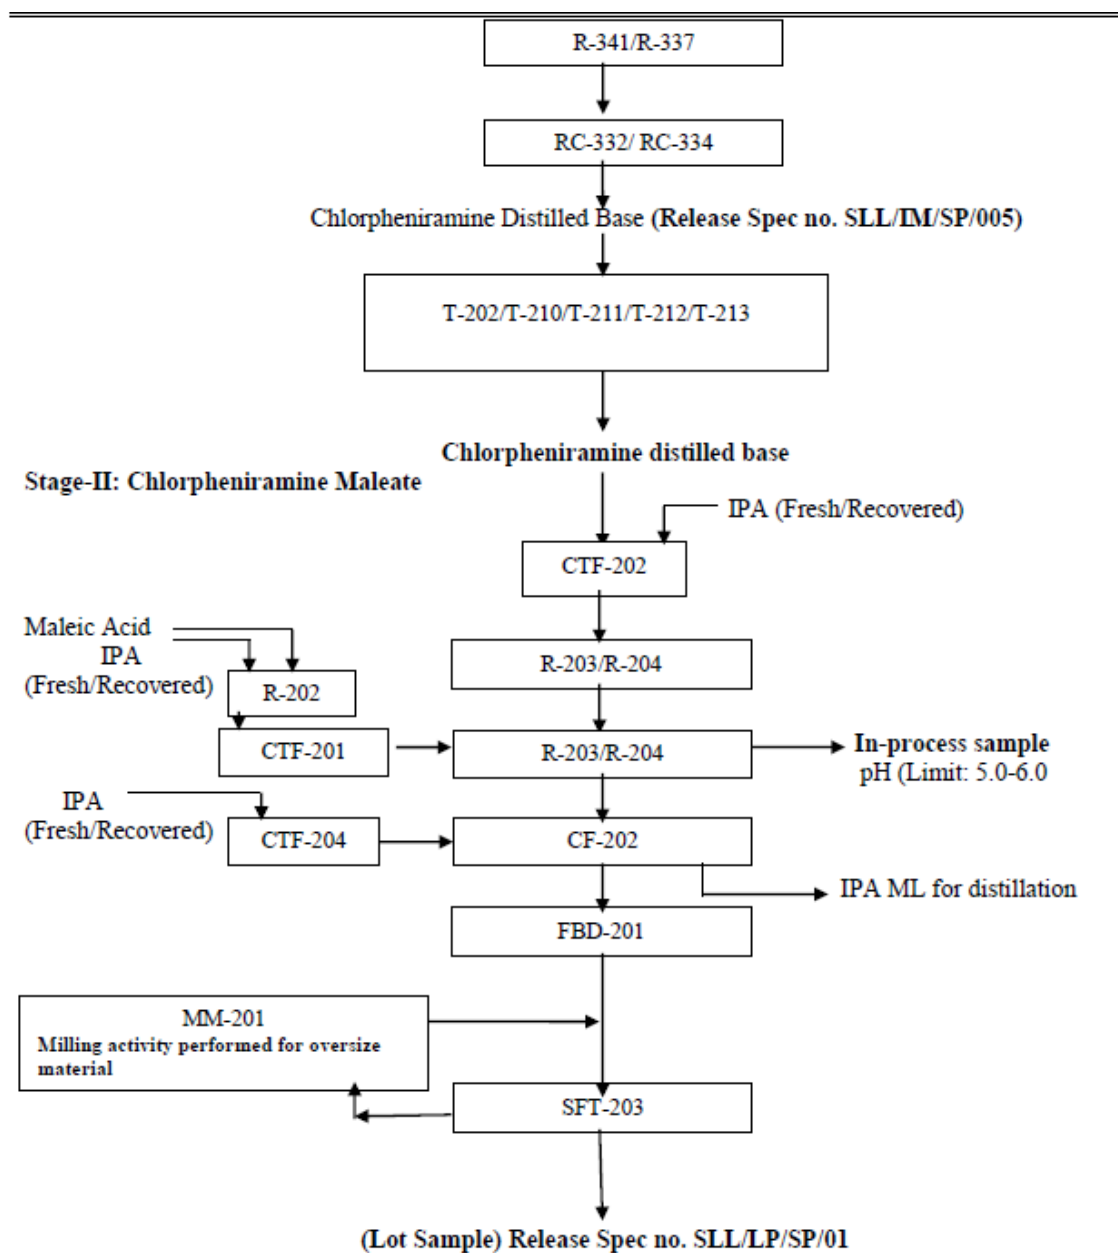 R-341/R-337
RC-332/ RC-334
Chlorpheniramine Distilled Base (Release Spec no. SLL/IM/SP/005)
T-202/T-210/T-211/T-212/T-213
Chlorpheniramine distilled base
Stage-II: Chlorpheniramine Maleate
IPA (Fresh/Recovered)
CTF-202
Maleic Acid
IPA
(Fresh/Recovered)
R-202
R-203/R-204
CTF-201
R-203/R-204
In-process sample
pH (Limit: 5.0-6.0
IPA
(Fresh/Recovered)
CTF-204
CF-202
IPA ML for distillation
FBD-201
MM-201
Milling activity performed for oversize
material
SFT-203
(Lot Sample) Release Spec no. SLL/LP/SP/01